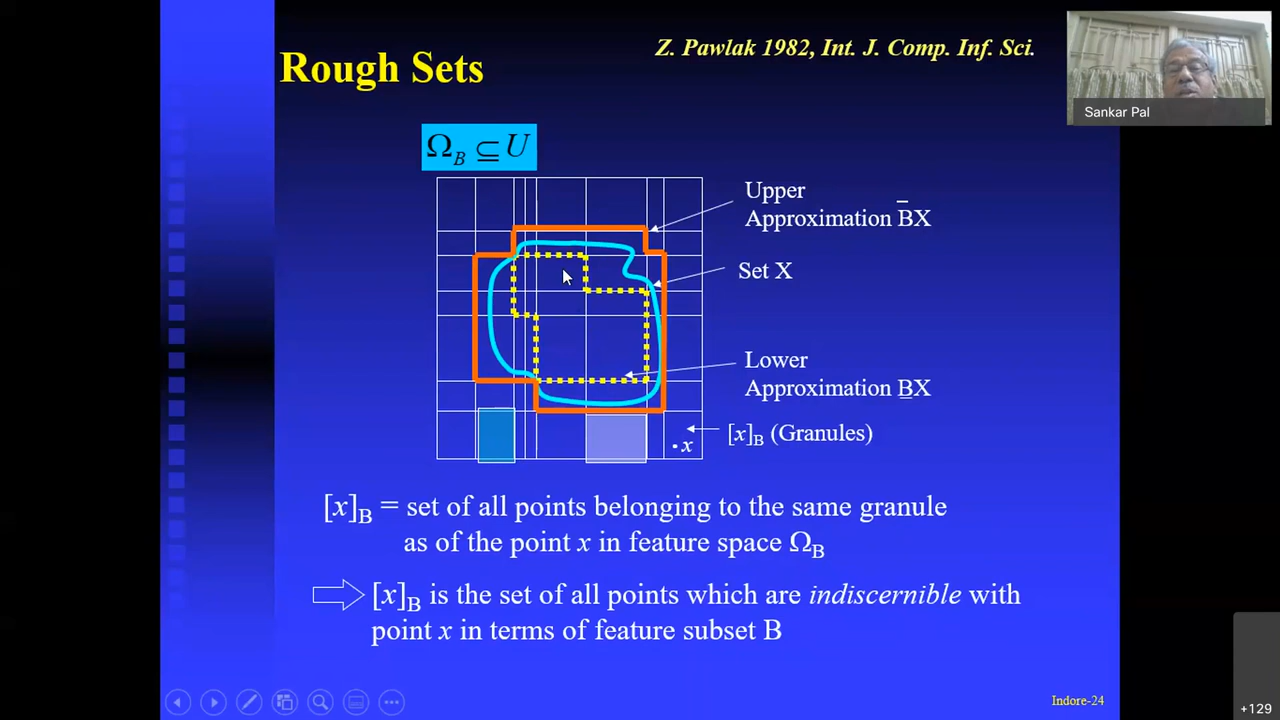 Z. Pawlak 1982, Int. J. Comp. Inf. Sci.
Rough Sets
Sankar Pal
Ω_B ⊆ U
Upper
Approximation B̅X
Set X
Lower
Approximation B̲X
[x]_B (Granules)
· x
[x]_B = set of all points belonging to the same granule
as of the point x in feature space Ω_B
[x]_B is the set of all points which are indiscernible with
point x in terms of feature subset B
Indore-24
+129